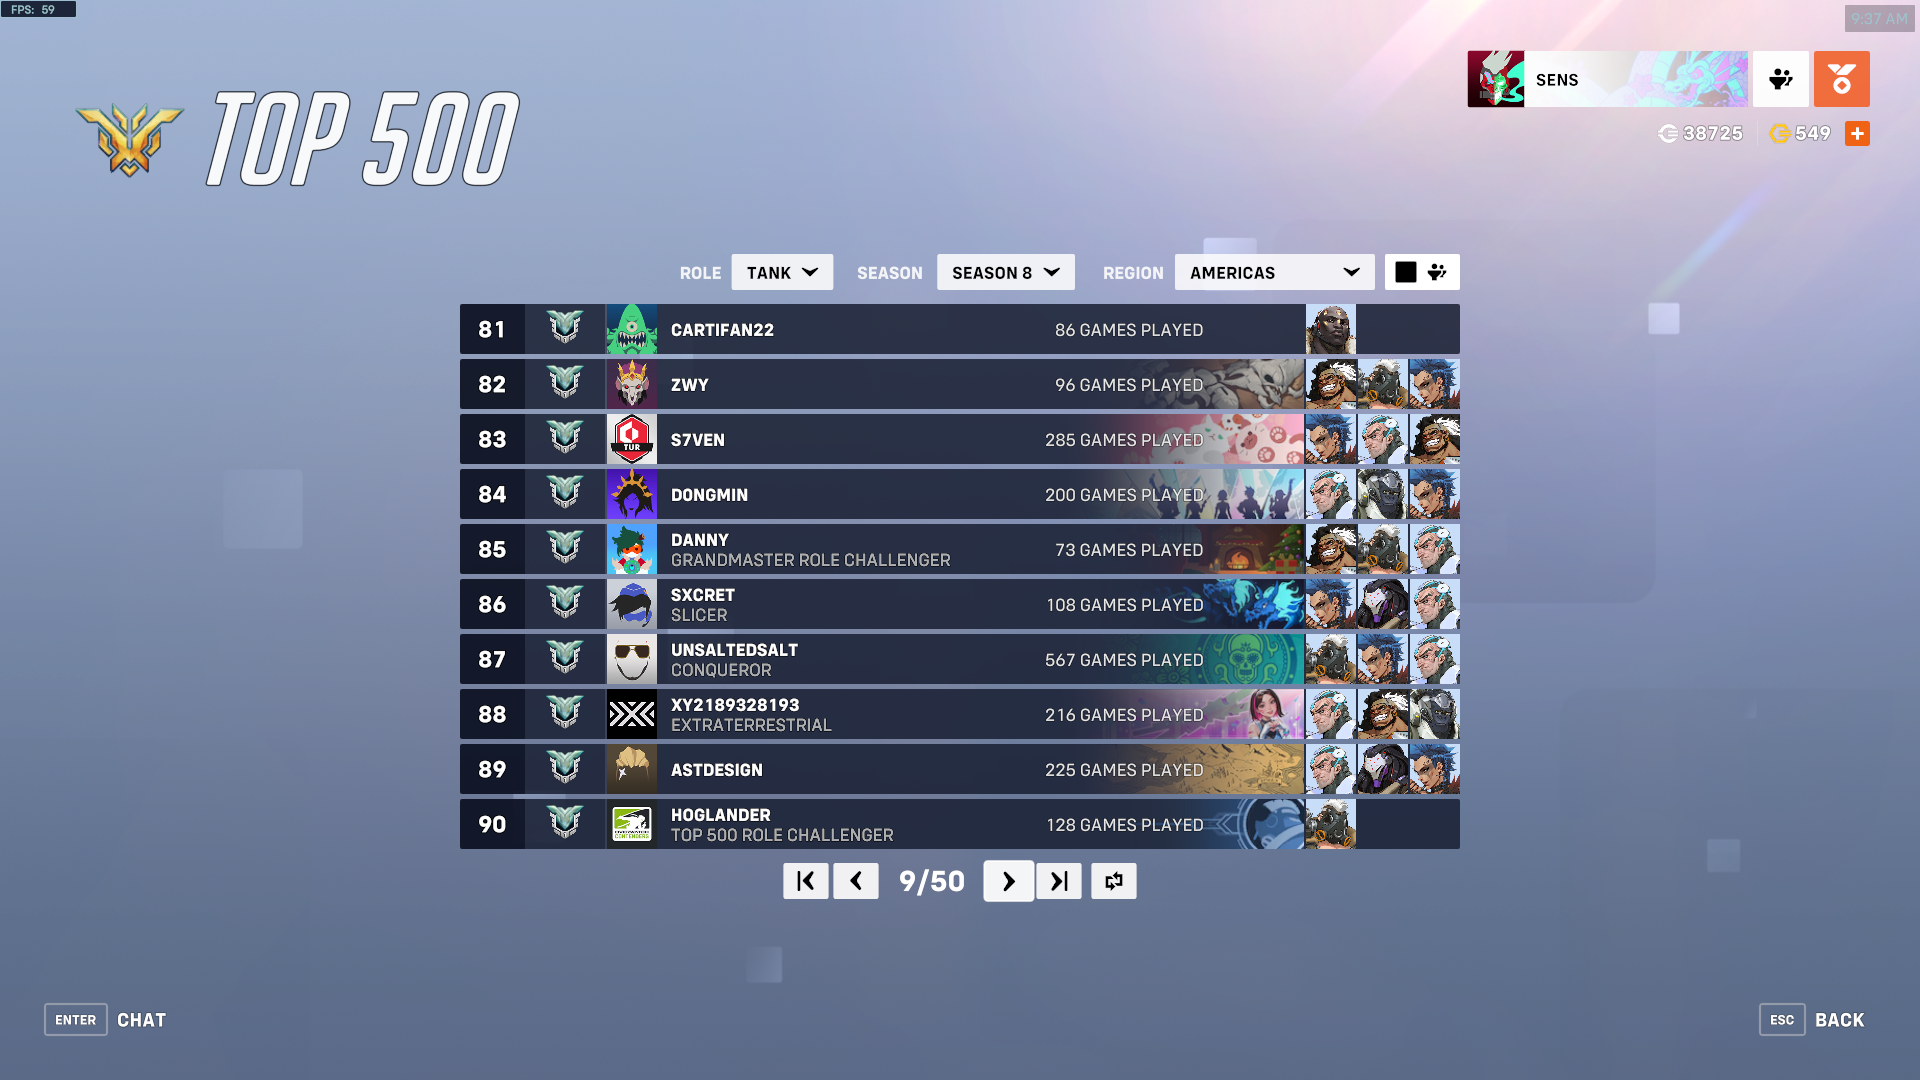 FPS: 59
9:37 AM
TOP 500
SENS
38725
549
ROLE TANK SEASON SEASON 8 REGION AMERICAS
81 CARTIFAN22 86 GAMES PLAYED
82 ZWY 96 GAMES PLAYED
83 TUR S7VEN 285 GAMES PLAYED
84 DONGMIN 200 GAMES PLAYED
85 DANNY 73 GAMES PLAYED
GRANDMASTER ROLE CHALLENGER
86 SXCRET 108 GAMES PLAYED
SLICER
87 UNSALTEDSALT 567 GAMES PLAYED
CONQUEROR
88 XY2189328193 216 GAMES PLAYED
EXTRATERRESTRIAL
89 ASTDESIGN 225 GAMES PLAYED
90 HOGLANDER 128 GAMES PLAYED
TOP 500 ROLE CHALLENGER
9/50
ENTER CHAT
ESC BACK